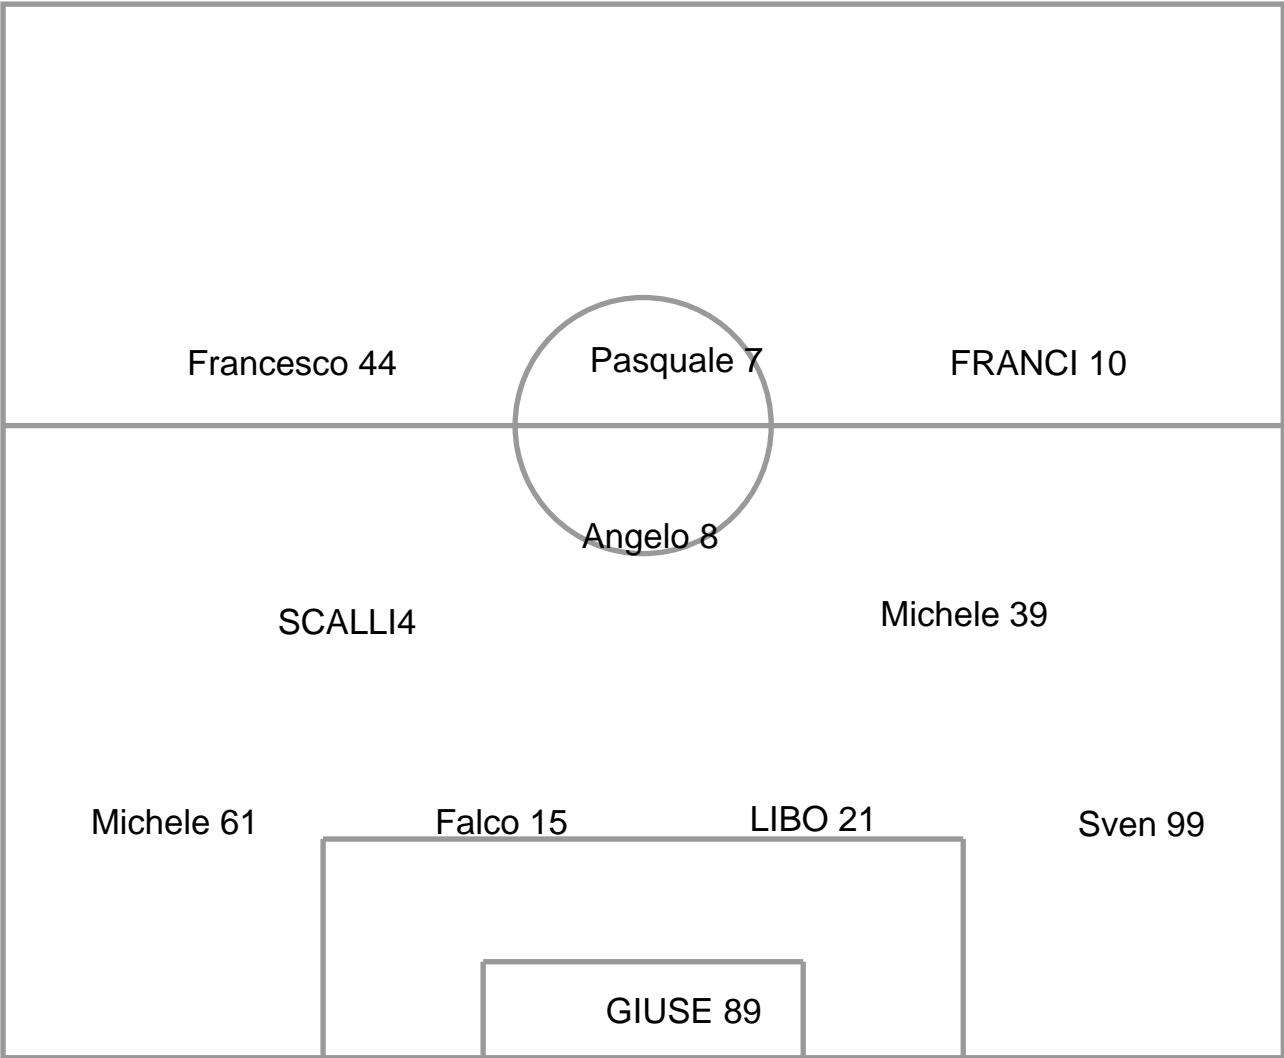 Francesco 44
Pasquale 7
FRANCI 10
Angelo 8
SCALLI4
Michele 39
Michele 61
Falco 15
LIBO 21
Sven 99
GIUSE 89